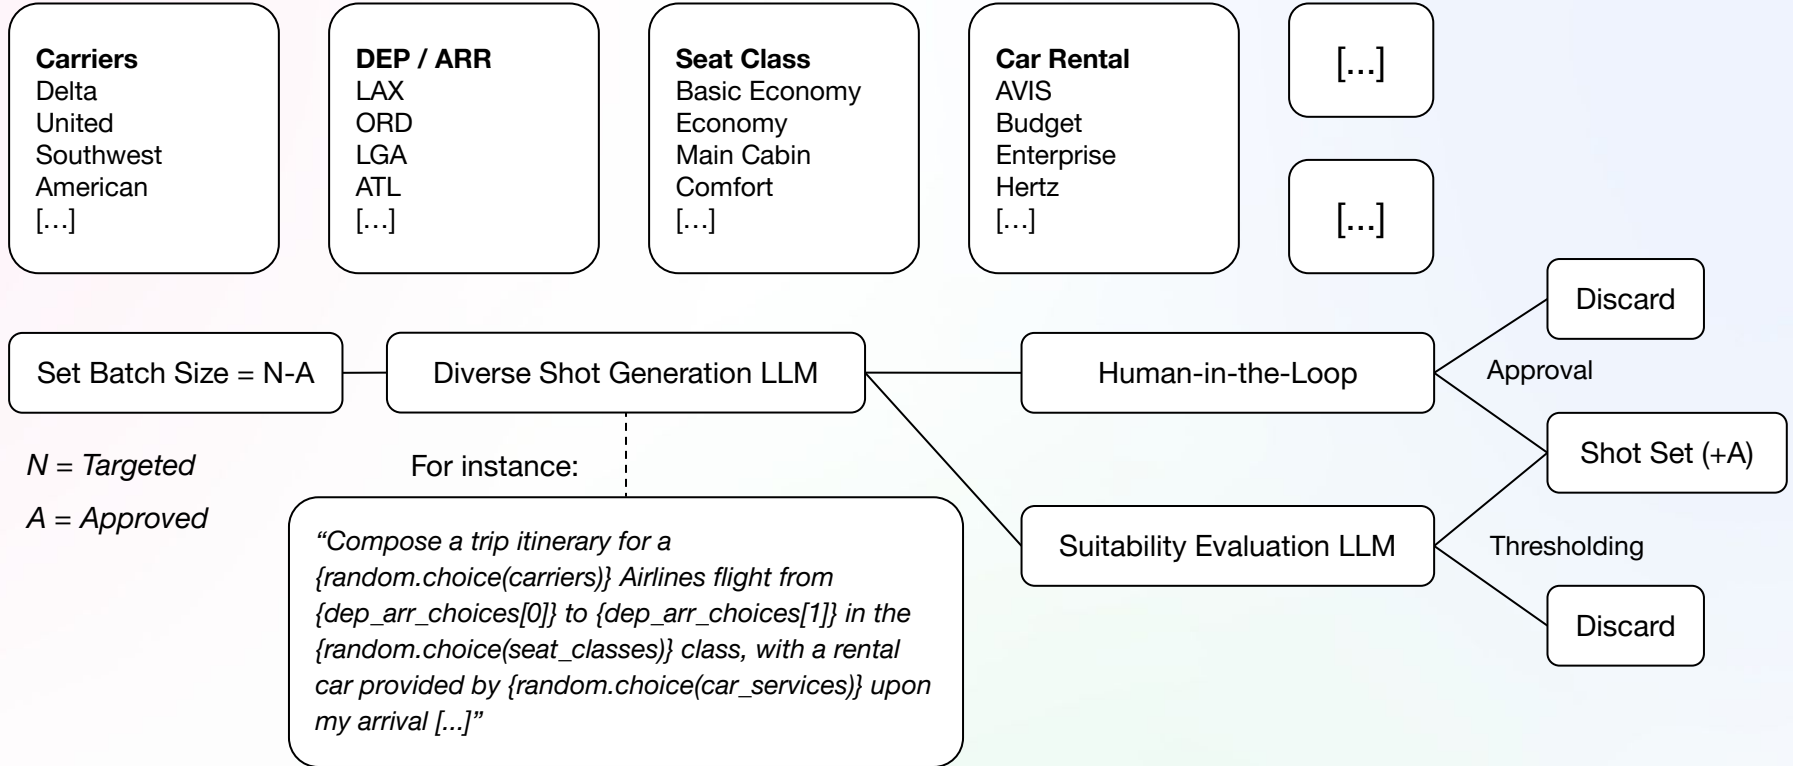 Carriers
Delta
United
Southwest
American
[...]
DEP / ARR
LAX
ORD
LGA
ATL
[...]
Seat Class
Basic Economy
Economy
Main Cabin
Comfort
[...]
Car Rental
AVIS
Budget
Enterprise
Hertz
[...]
[...]
[...]
Set Batch Size = N-A
Diverse Shot Generation LLM
Human-in-the-Loop
Discard
Approval
Shot Set (+A)
N = Targeted
A = Approved
For instance:
Suitability Evaluation LLM
Thresholding
Discard
“Compose a trip itinerary for a
{random.choice(carriers)} Airlines flight from
{dep_arr_choices[0]} to {dep_arr_choices[1]} in the
{random.choice(seat_classes)} class, with a rental
car provided by {random.choice(car_services)} upon
my arrival [...]”